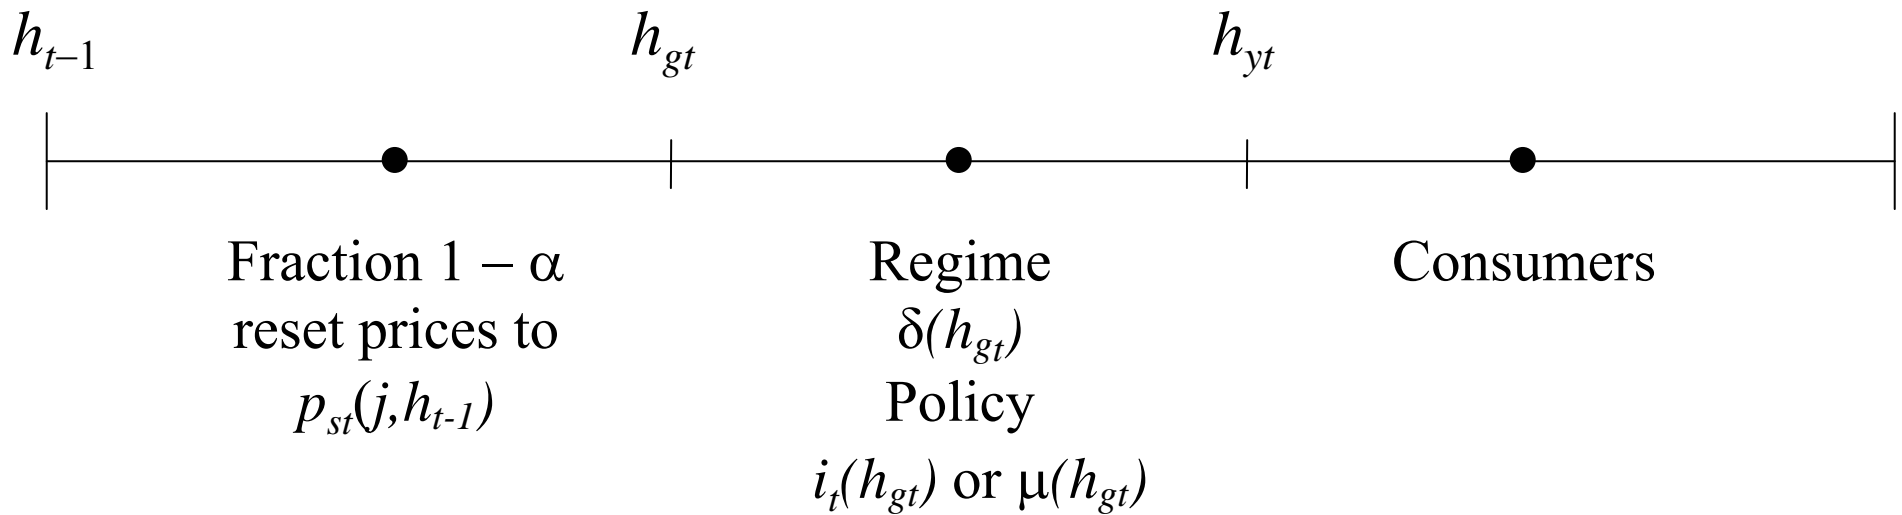 h_{t−1} h_{gt} h_{yt}
Fraction 1 – α Regime Consumers
reset prices to δ(h_{gt})
p_{st}(j,h_{t-1}) Policy
i_t(h_{gt}) or μ(h_{gt})